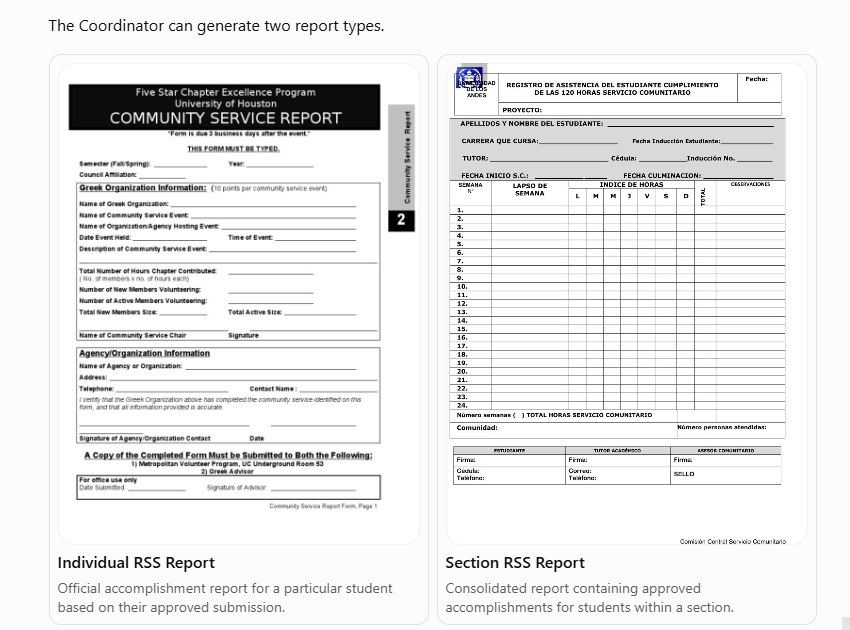 The Coordinator can generate two report types.
Five Star Chapter Excellence Program
University of Houston
COMMUNITY SERVICE REPORT
*Form is due 3 business days after the event.*
THIS FORM MUST BE TYPED.
Semester (Fall/Spring): Year:
Council Affiliation:
Greek Organization Information: (10 points per community service event)
Name of Greek Organization:
Name of Community Service Event:
Name of Organization/Agency Hosting Event:
Date Event Held: Time of Event:
Description of Community Service Event:
Total Number of Hours Chapter Contributed:
(No. of members x no. of hours each)
Number of New Members Volunteering:
Number of Active Members Volunteering:
Total New Members Size: Total Active Size:
Name of Community Service Chair Signature
Agency/Organization Information
Name of Agency or Organization:
Address:
Telephone: Contact Name:
I certify that the Greek Organization above has completed the community service identified on this
form, and that all information provided is accurate.
Signature of Agency/Organization Contact Date
A Copy of the Completed Form Must be Submitted to Both the Following:
1) Metropolitan Volunteer Program, UC Underground Room 53
2) Greek Advisor
For office use only
Date Submitted Signature of Advisor:
Community Service Report Form, Page 1
Community Service Report
2
Individual RSS Report
Official accomplishment report for a particular student
based on their approved submission.
UNIVERSIDAD
DE LOS
ANDES
REGISTRO DE ASISTENCIA DEL ESTUDIANTE CUMPLIMIENTO
DE LAS 120 HORAS SERVICIO COMUNITARIO
Fecha:
PROYECTO:
APELLIDOS Y NOMBRE DEL ESTUDIANTE:
CARRERA QUE CURSA: Fecha Inducción Estudiante:
TUTOR: Cédula: Inducción No.
FECHA INICIO S.C.: FECHA CULMINACION:
SEMANA
N°
LAPSO DE
SEMANA
INDICE DE HORAS
L M M J V S D
TOTAL
OBSERVACIONES
1.
2.
3.
4.
5.
6.
7.
8.
9.
10.
11.
12.
13.
14.
15.
16.
17.
18.
19.
20.
21.
22.
23.
24.
Número semanas ( ) TOTAL HORAS SERVICIO COMUNITARIO
Comunidad: Número personas atendidas:
ESTUDIANTE TUTOR ACADÉMICO ASESOR COMUNITARIO
Firma: Firma: Firma:
Cédula: Correo: SELLO
Teléfono: Teléfono:
Comisión Central Servicio Comunitario
Section RSS Report
Consolidated report containing approved
accomplishments for students within a section.